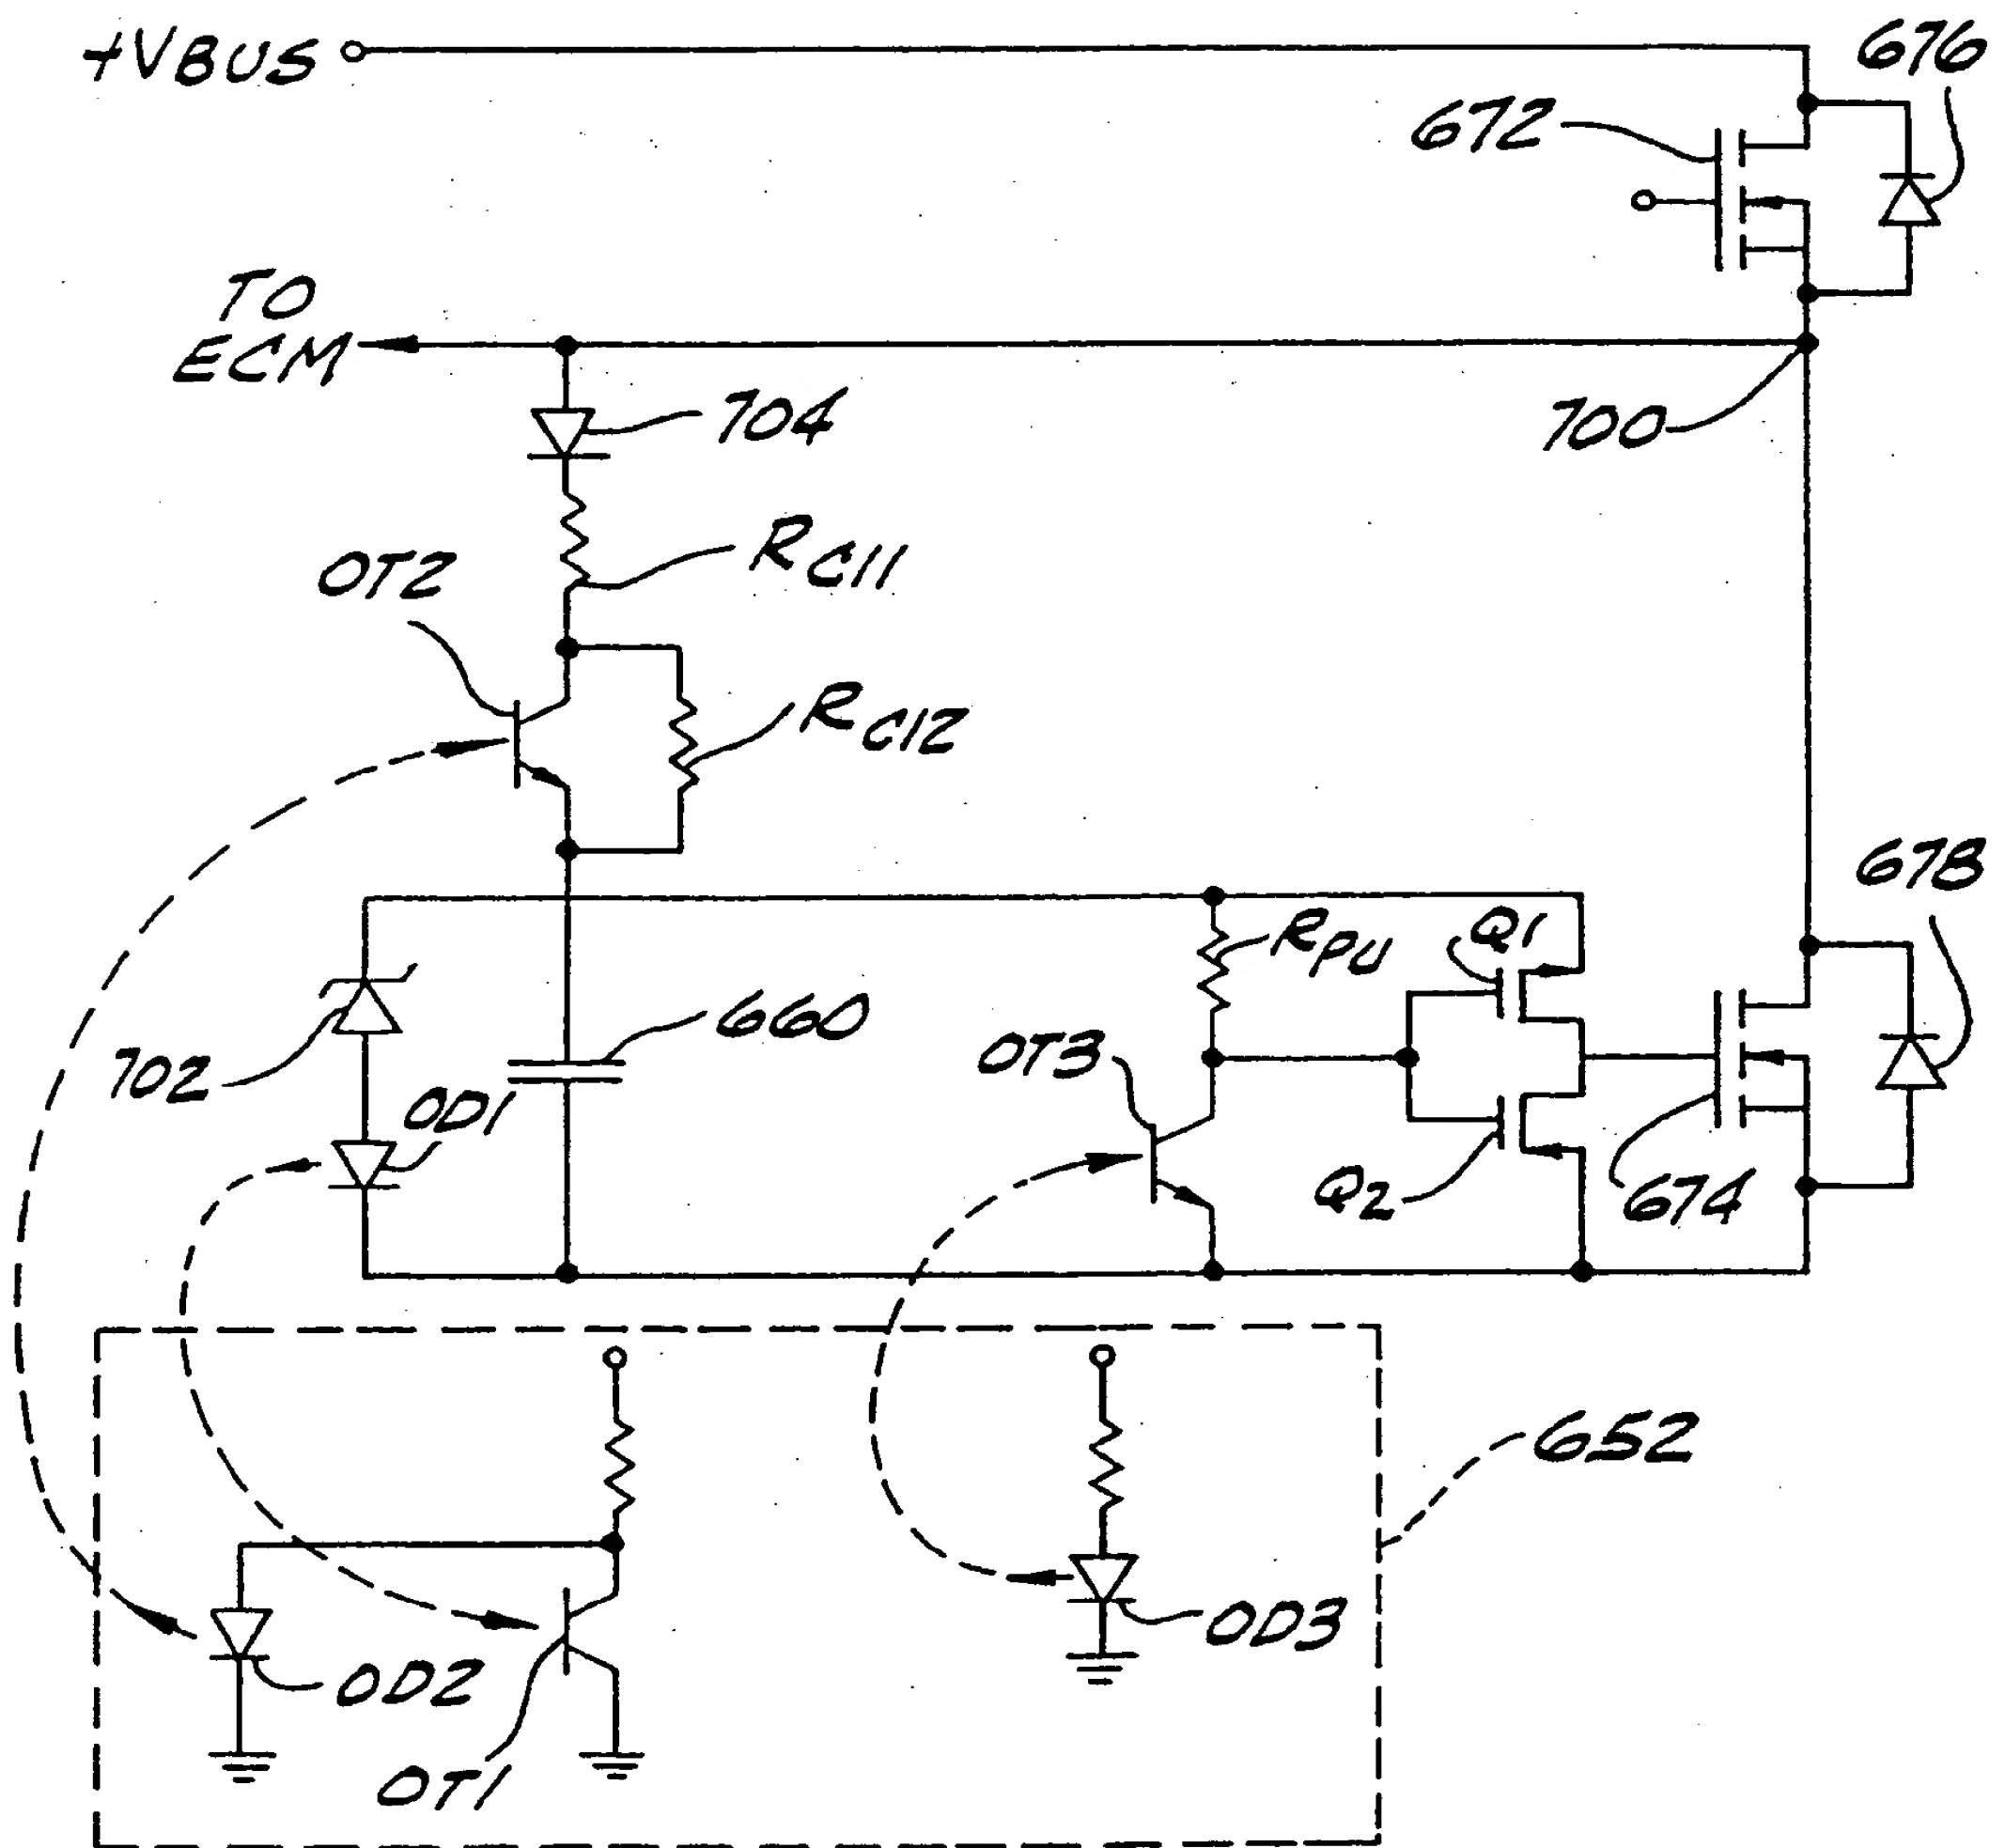 +VBUS
676
672
TO
ECM
704
700
OT2
RC11
RC12
678
RPU
Q1
660
OT3
702
OD1
Q2
674
652
OD3
OD2
OT1